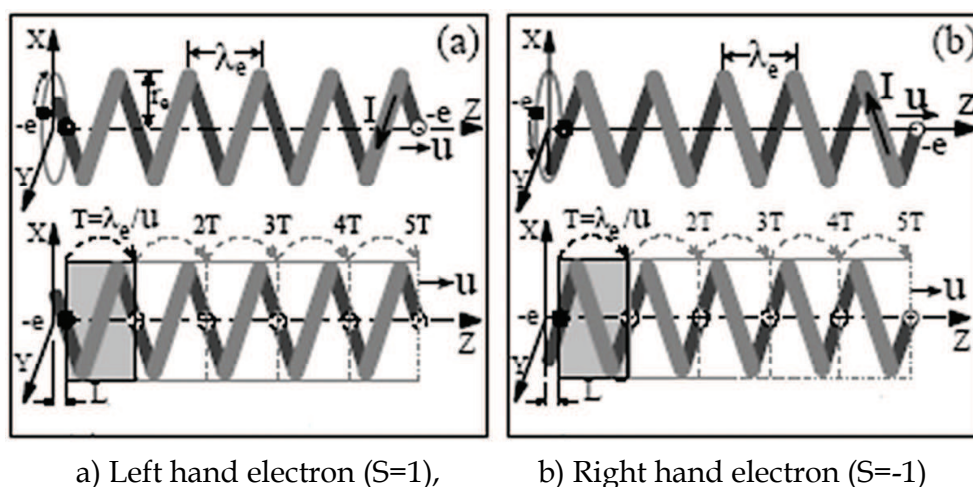 X (a) X (b)
λe λe
re I I u
-e -e Z -e Z
u -e
Y Y
T=λe/u 2T 3T 4T 5T T=λe/u 2T 3T 4T 5T
X X
u u
-e Z -e Z
Y Y
L L
a) Left hand electron (S=1), b) Right hand electron (S=-1)